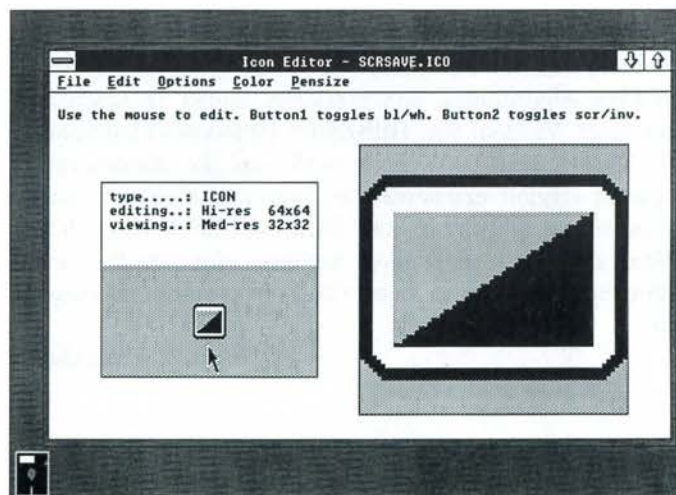 Icon Editor - SCRSAVE.ICO
File Edit Options Color Pensize
Use the mouse to edit. Button1 toggles bl/wh. Button2 toggles scr/inv.
type.....: ICON
editing..: Hi-res 64x64
viewing..: Med-res 32x32